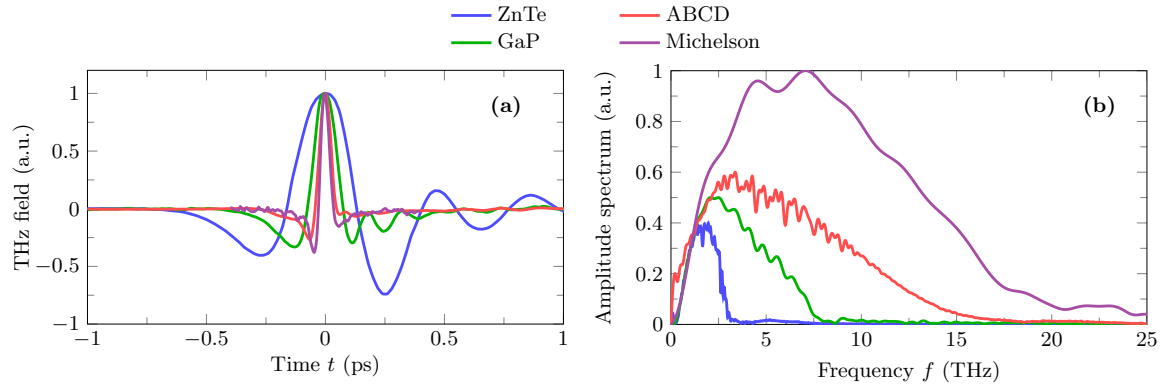 ZnTe
GaP
ABCD
Michelson
(a)
THz field (a.u.)
1
0.5
0
−0.5
−1
−1
−0.5
0
0.5
1
Time t (ps)
(b)
Amplitude spectrum (a.u.)
1
0.8
0.6
0.4
0.2
0
0
5
10
15
20
25
Frequency f (THz)